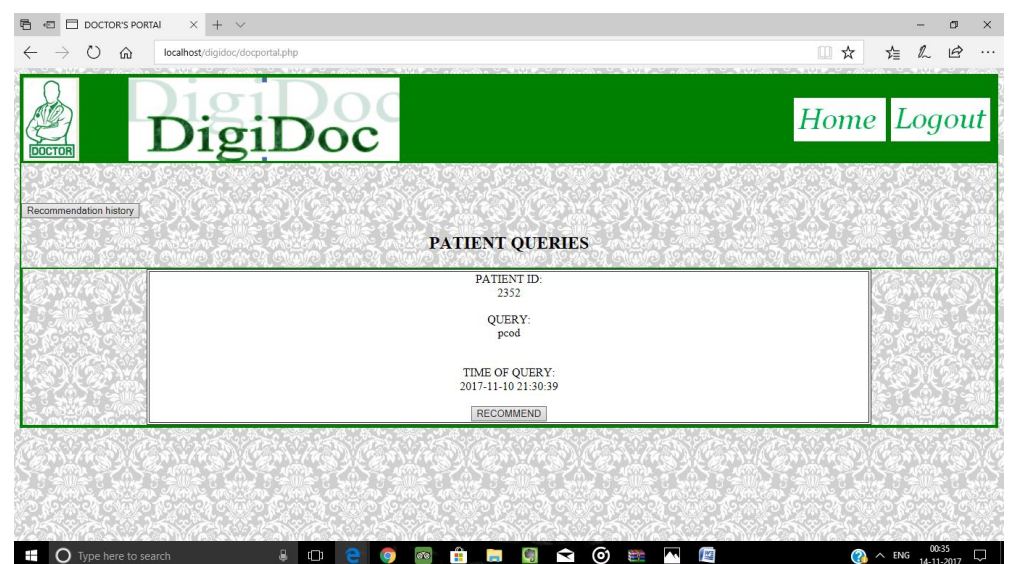 DOCTOR'S PORTAl
localhost/digidoc/docportal.php
DOCTOR
DigiDoc
DigiDoc
Home
Logout
Recommendation history
PATIENT QUERIES
PATIENT ID:
2352
QUERY:
pcod
TIME OF QUERY:
2017-11-10 21:30:39
RECOMMEND
Type here to search
ENG
00:35
14-11-2017